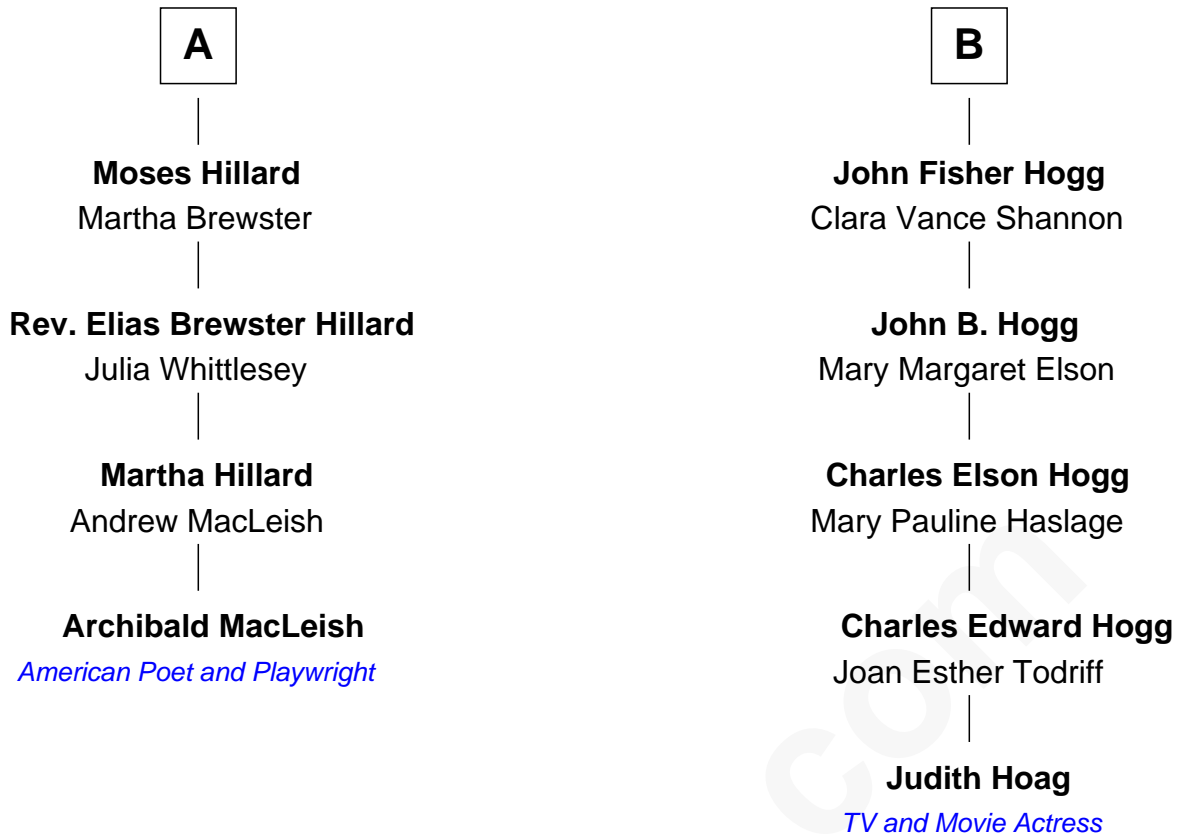 A
Moses Hillard
Martha Brewster
Rev. Elias Brewster Hillard
Julia Whittlesey
Martha Hillard
Andrew MacLeish
Archibald MacLeish
American Poet and Playwright
B
John Fisher Hogg
Clara Vance Shannon
John B. Hogg
Mary Margaret Elson
Charles Elson Hogg
Mary Pauline Haslage
Charles Edward Hogg
Joan Esther Todriff
Judith Hoag
TV and Movie Actress
com